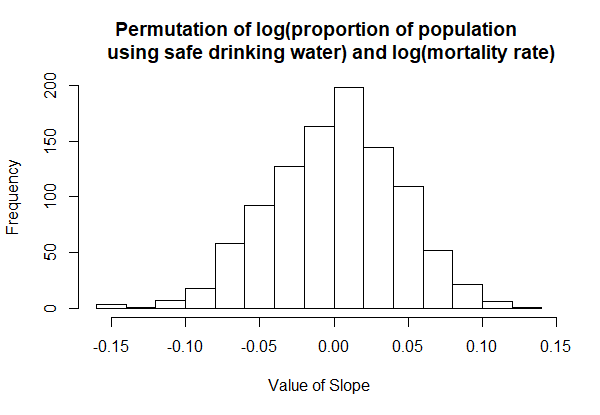 Permutation of log(proportion of population
using safe drinking water) and log(mortality rate)
200
150
100
50
0
Frequency
-0.15 -0.10 -0.05 0.00 0.05 0.10 0.15
Value of Slope